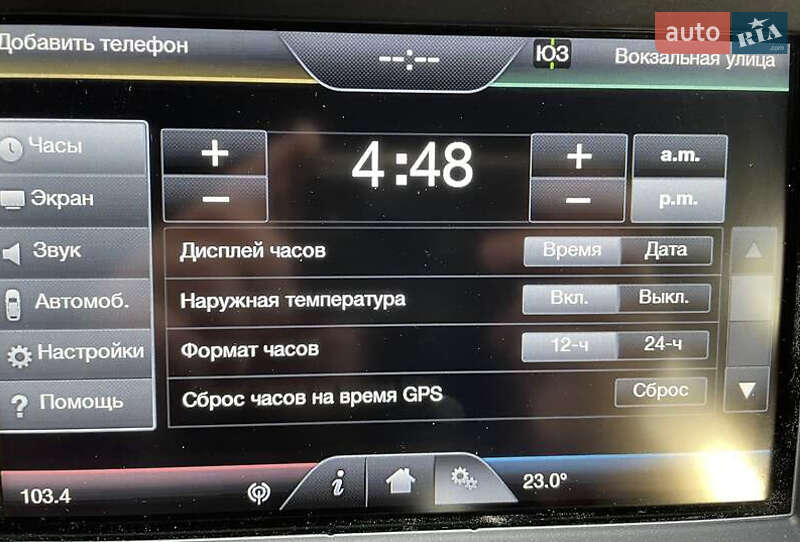 Добавить телефон
--:--
ЮЗ
Вокзальная улица
auto RIA
.com
Часы
+
4:48
+
a.m.
Экран
−
−
p.m.
Звук
Дисплей часов
Время
Дата
Автомоб.
Наружная температура
Вкл.
Выкл.
Настройки
Формат часов
12-ч
24-ч
? Помощь
Сброс часов на время GPS
Сброс
103.4
i
23.0°